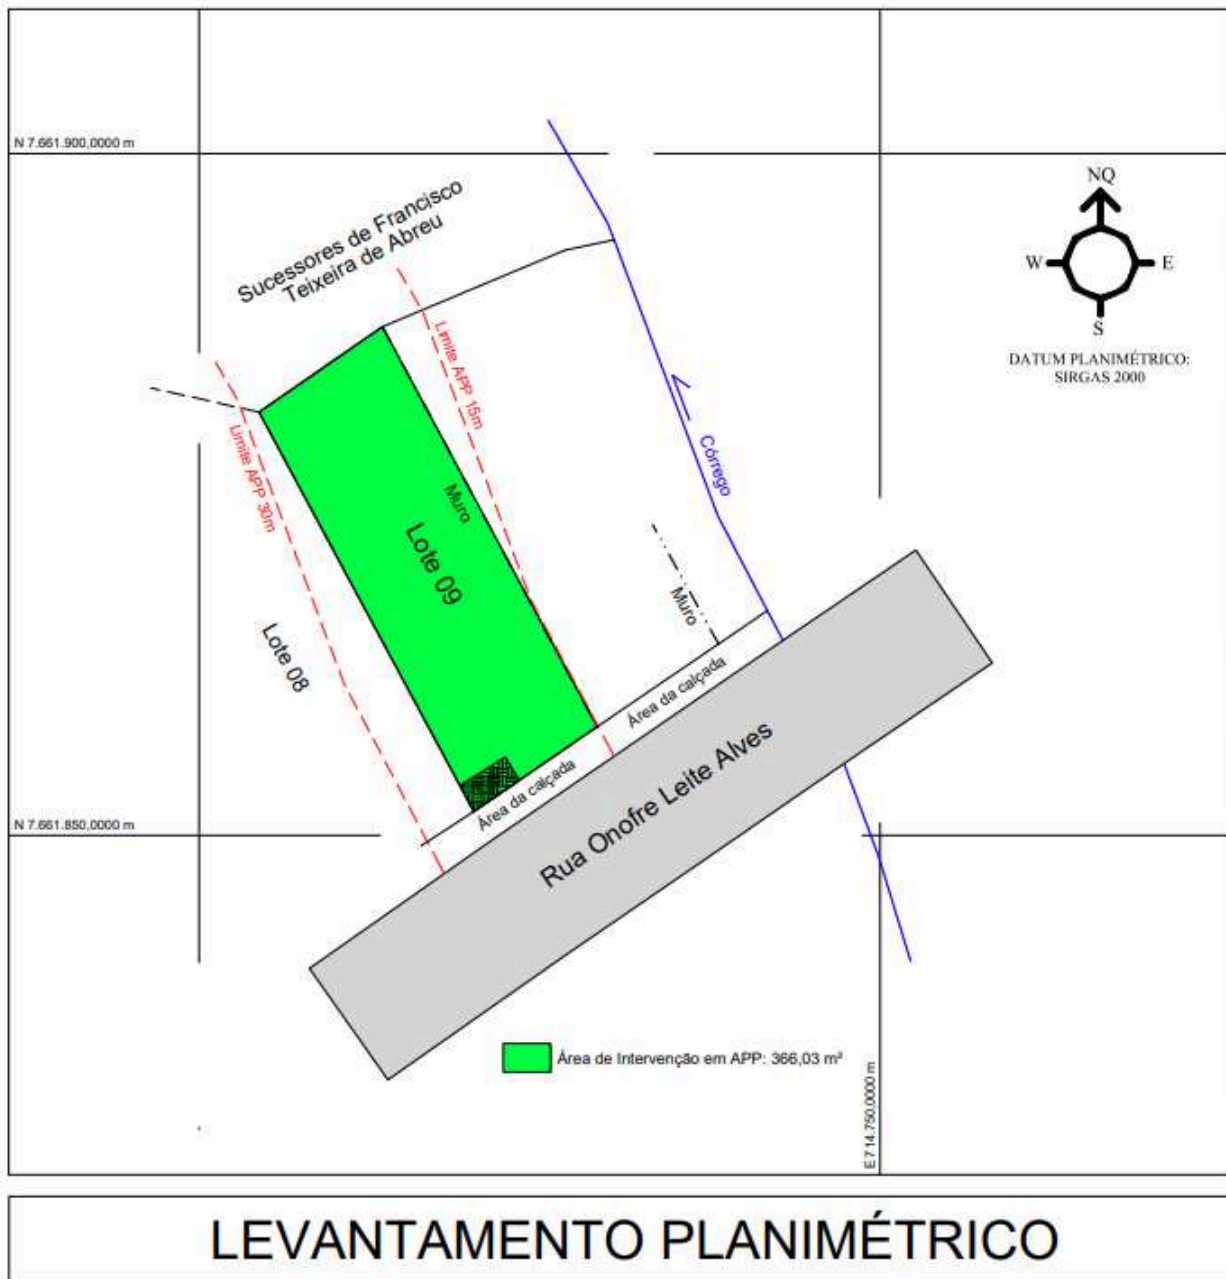 N 7.661.900,0000 m
Sucessores de Francisco
Teixeira de Abreu
NQ
W
E
S
DATUM PLANIMÉTRICO:
SIRGAS 2000
Limite APP 15m
Limite APP 30m
Córrego
Muro
Lote 09
Muro
Lote 08
Área da calçada
Área da calçada
N 7.661.850,0000 m
Rua Onofre Leite Alves
Área de Intervenção em APP: 366,03 m²
E 714.750,0000 m
LEVANTAMENTO PLANIMÉTRICO